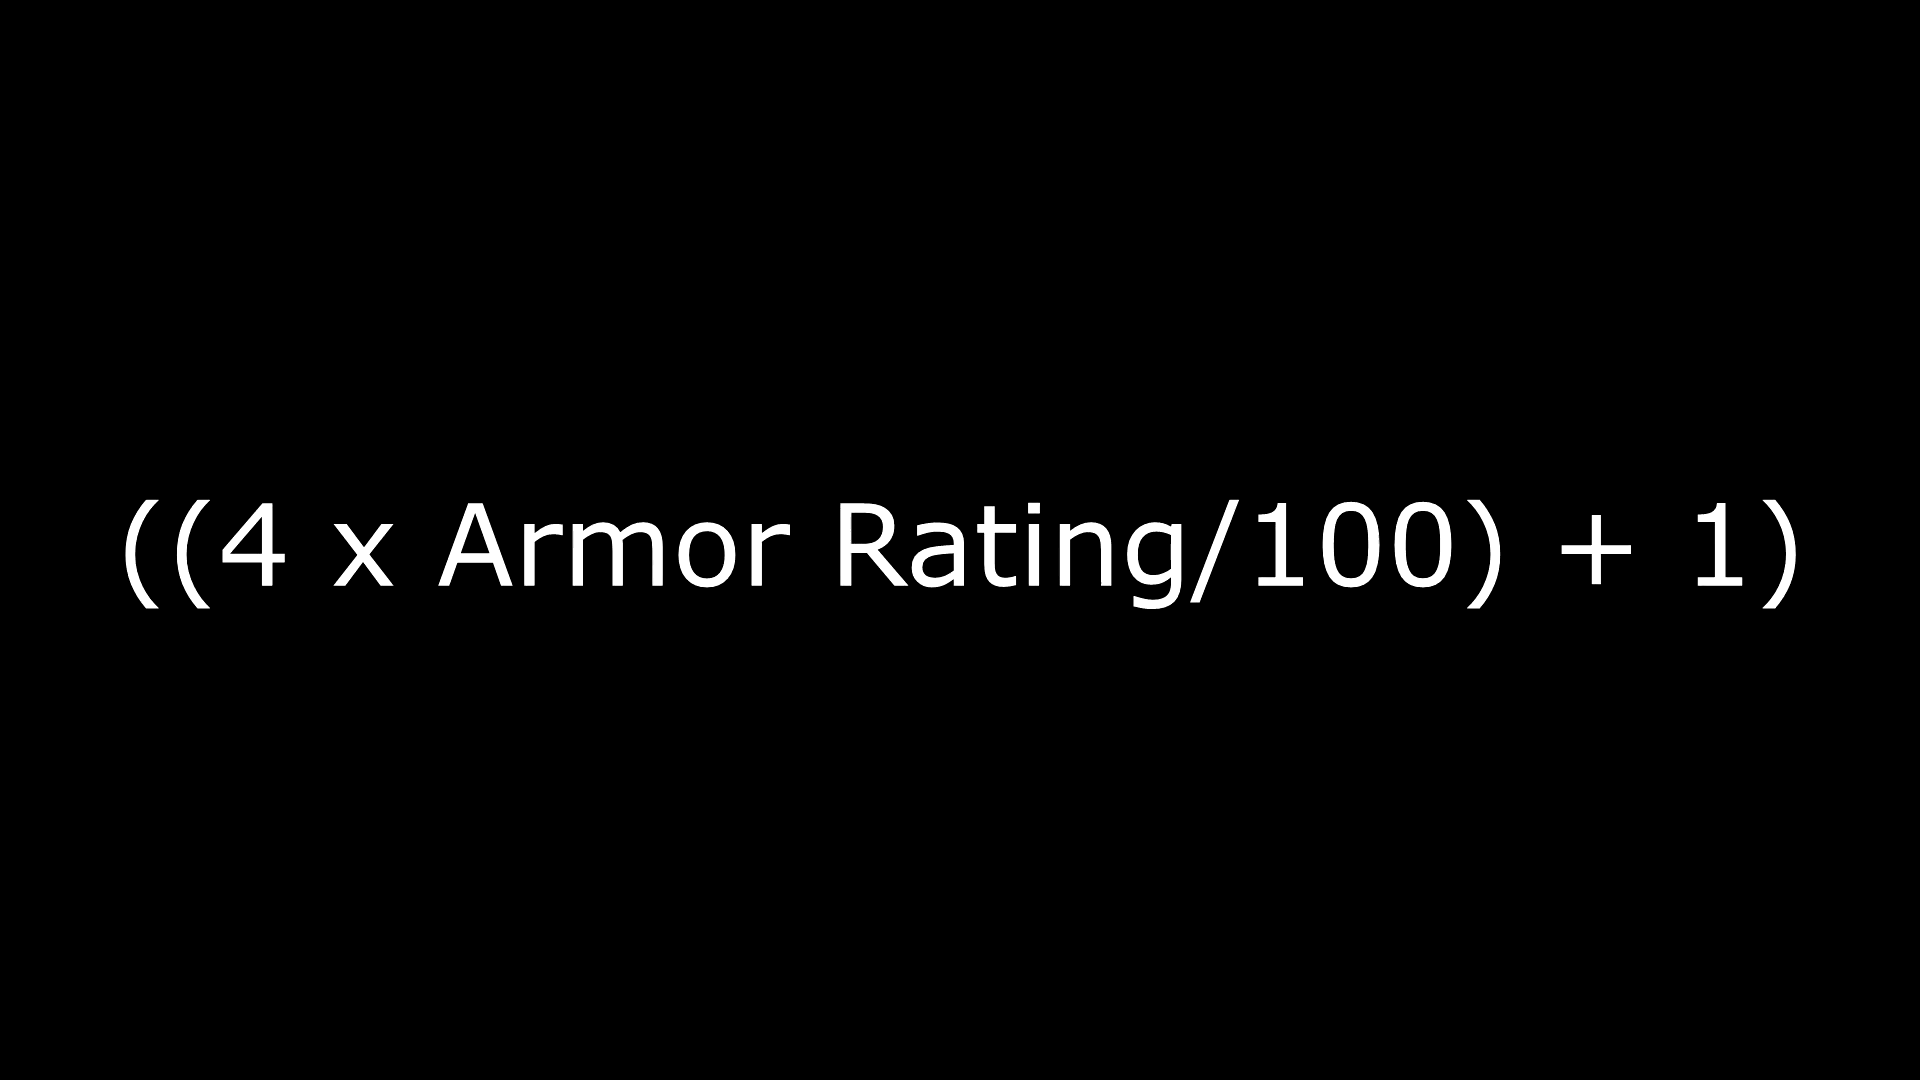 ((4 x Armor Rating/100) + 1)